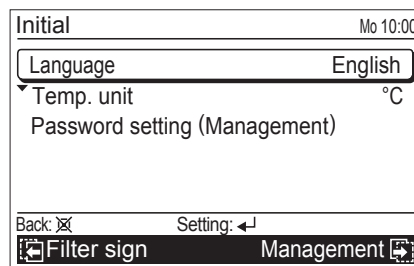 Initial Mo 10:00
Language English
Temp. unit °C
Password setting (Management)
Back: Setting:
Filter sign Management